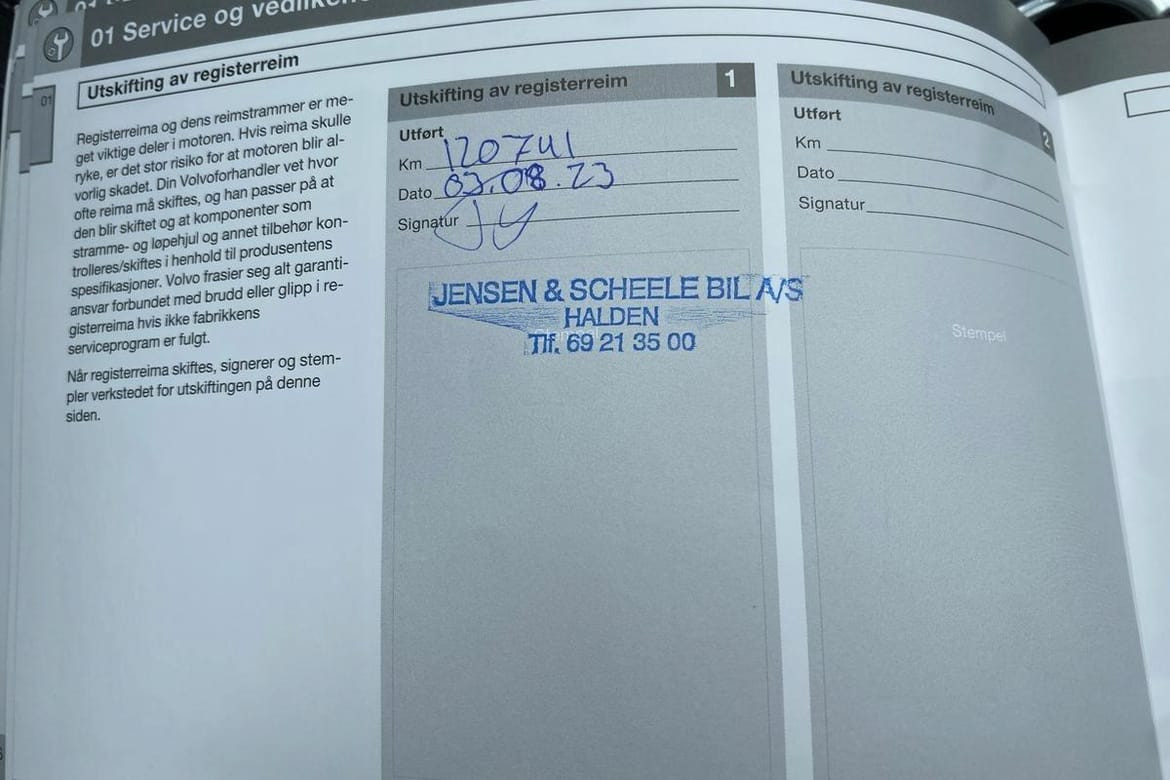 01 Service og
Utskifting av registerreim
01
Registerreima og dens reimstrammer er me-
get viktige deler i motoren. Hvis reima skulle
ryke, er det stor risiko for at motoren blir al-
vorlig skadet. Din Volvoforhandler vet hvor
ofte reima må skiftes, og han passer på at
den blir skiftet og at komponenter som
stramme- og løpehjul og annet tilbehør kon-
trolleres/skiftes i henhold til produsentens
spesifikasjoner. Volvo frasier seg alt garanti-
ansvar forbundet med brudd eller glipp i re-
gisterreima hvis ikke fabrikkens
serviceprogram er fulgt.
Når registerreima skiftes, signerer og stem-
pler verkstedet for utskiftingen på denne
siden.
Utskifting av registerreim 1
Utført
Km 120741
Dato 03.08.23
Signatur
JENSEN & SCHEELE BIL A/S
HALDEN
Tlf. 69 21 35 00
Utskifting av registerreim 2
Utført
Km
Dato
Signatur
Stempel